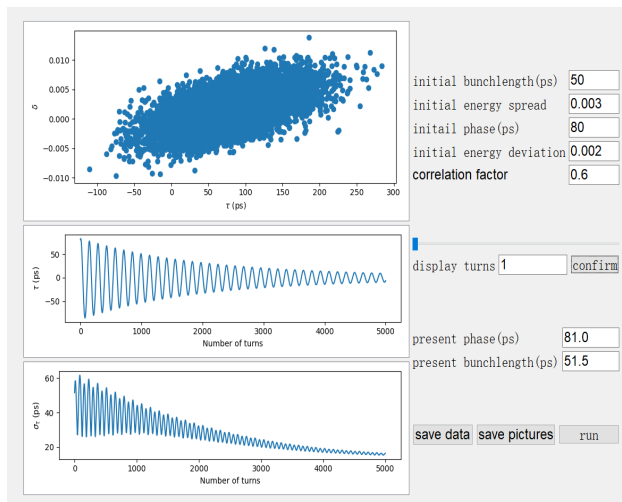 0.010
0.005
0.000
−0.005
−0.010
δ
−100 −50 0 50 100 150 200 250 300
τ (ps)
initial bunchlength(ps) 50
initial energy spread 0.003
initail phase(ps) 80
initial energy deviation 0.002
correlation factor 0.6
50
0
−50
τ (ps)
0 1000 2000 3000 4000 5000
Number of turns
display turns 1 confirm
present phase(ps) 81.0
present bunchlength(ps) 51.5
60
40
20
στ (ps)
0 1000 2000 3000 4000 5000
Number of turns
save data save pictures run